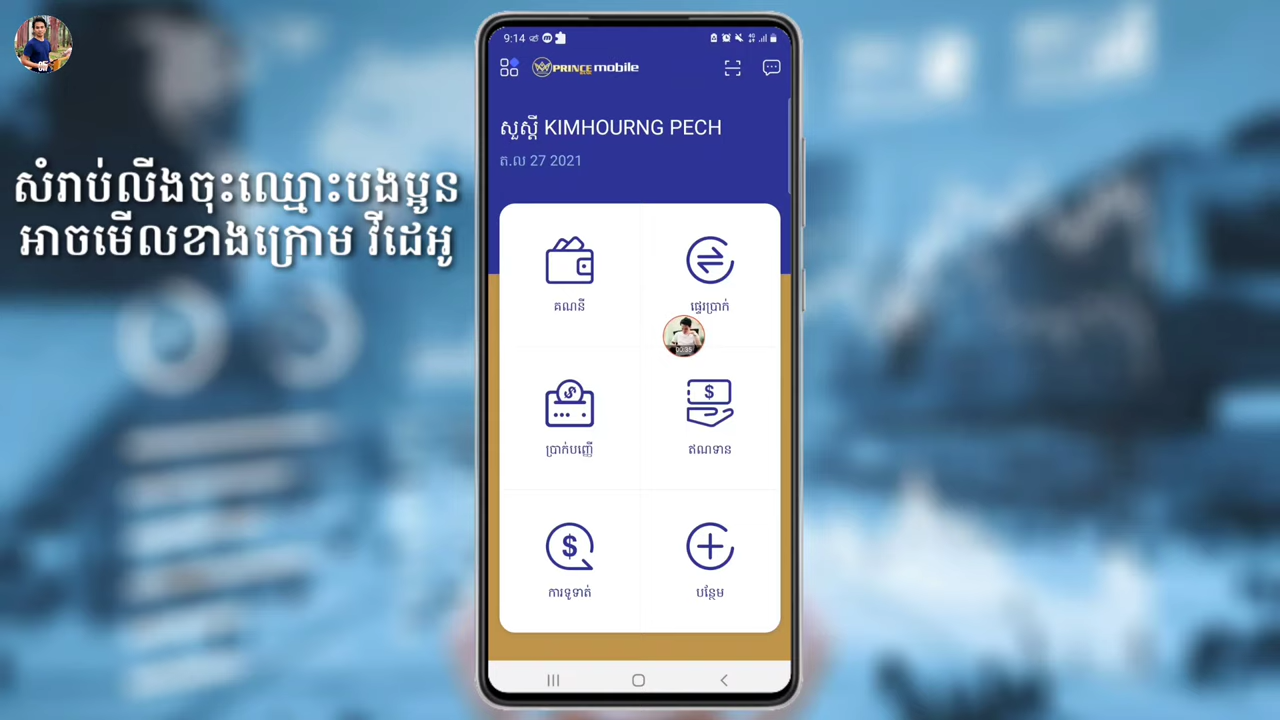 9:14
PRINCE mobile
សួស្តី KIMHOURNG PECH
ត.ល 27 2021
សំរាប់លីងចុះឈ្មោះបងប្អូន
អាចមើលខាងក្រោម វីដេអូ
គណនី
ផ្ទេរប្រាក់
ប្រាក់បញ្ញើ
ឥណទាន
ការទូទាត់
បន្ថែម